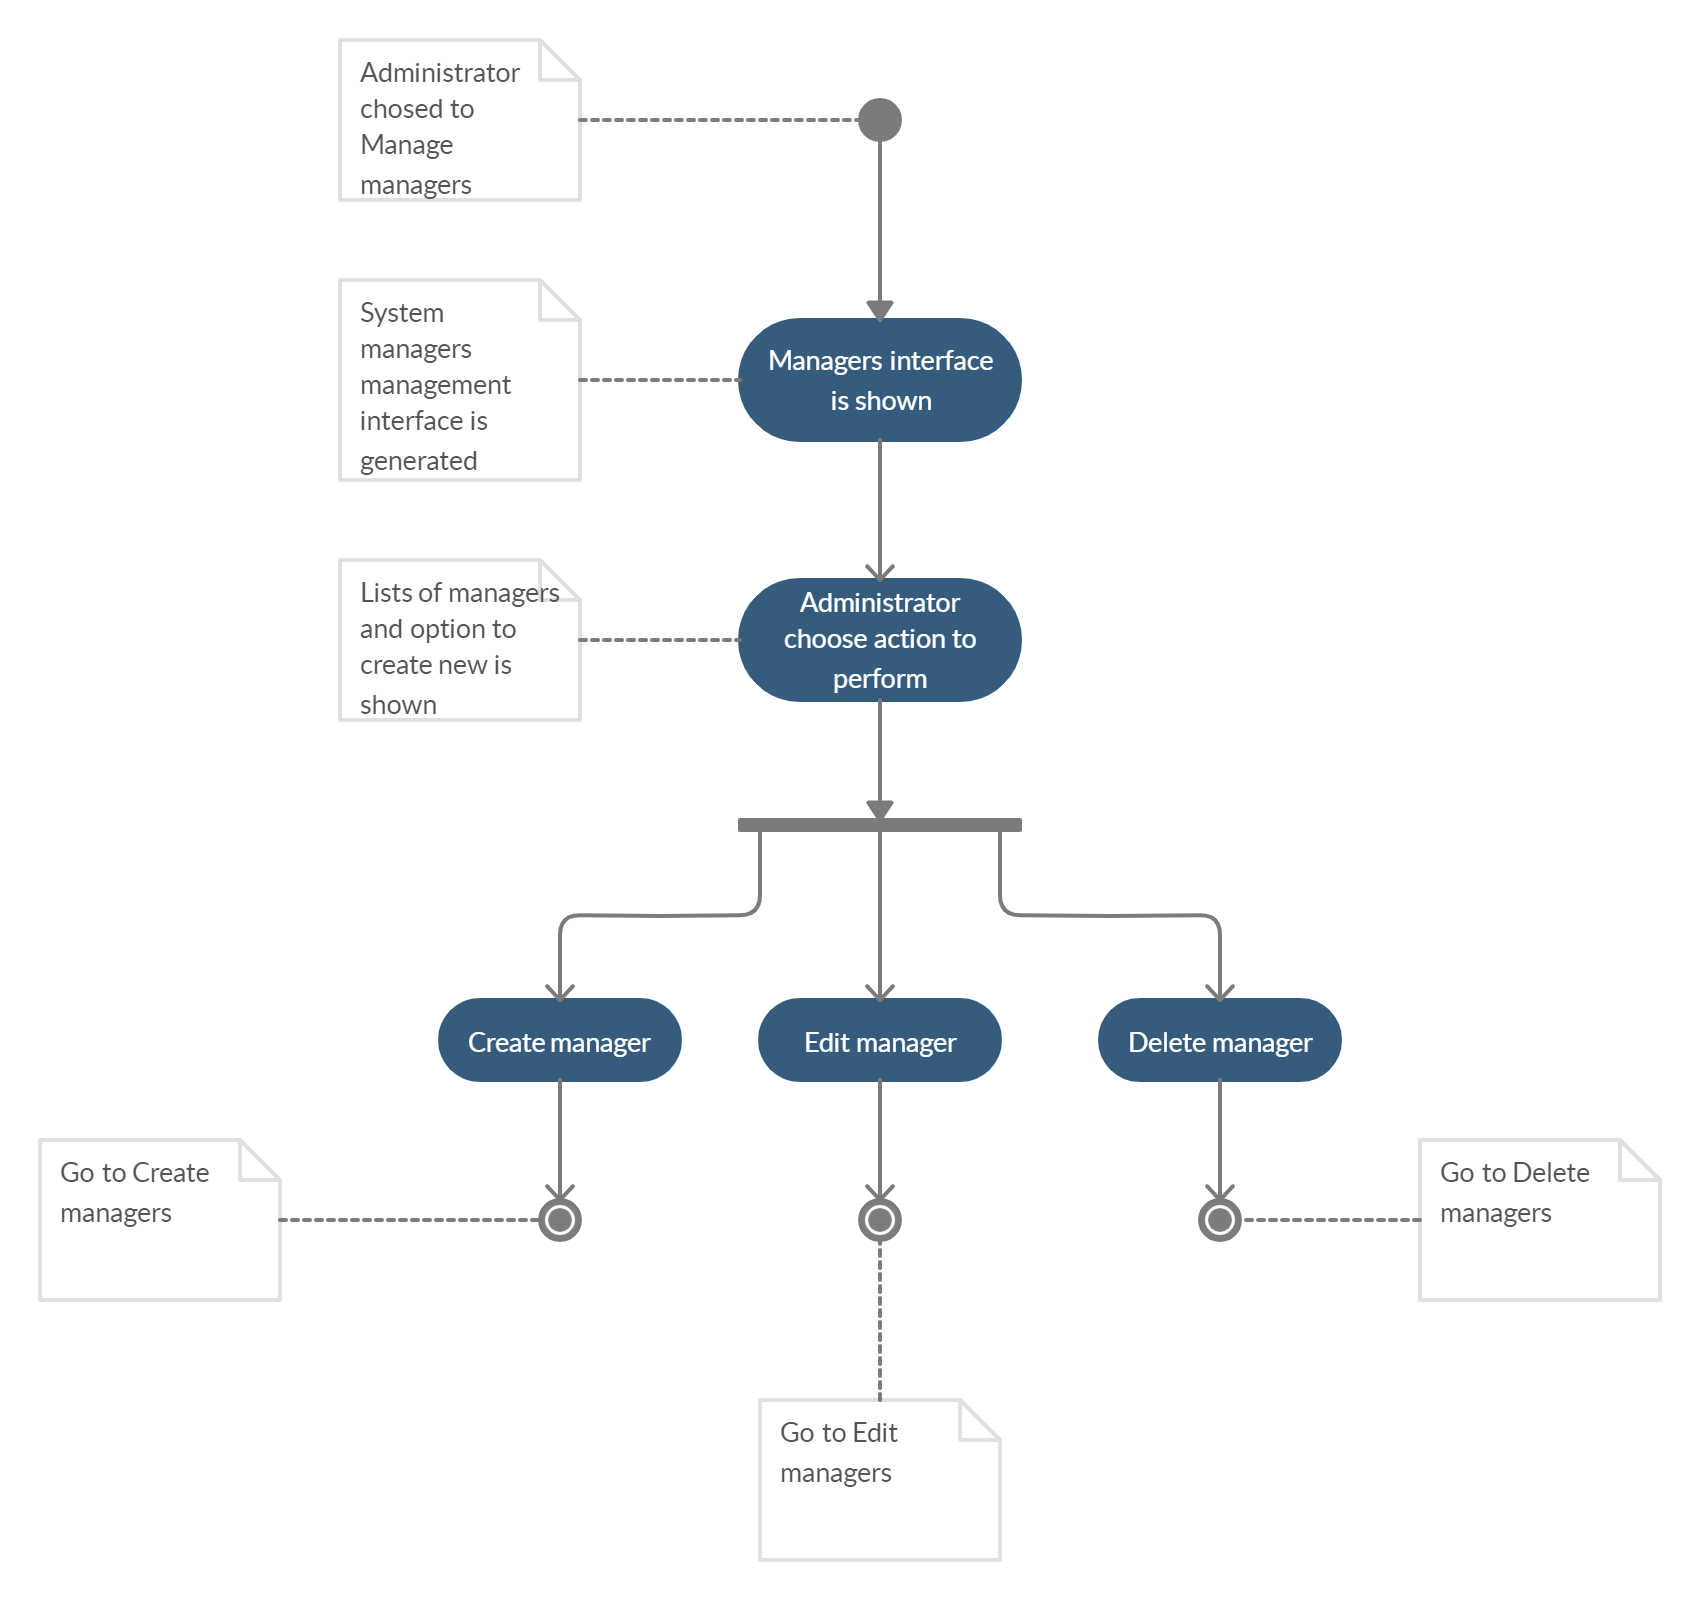 Administrator
chosed to
Manage
managers
System
managers
management
interface is
generated
Managers interface
is shown
Lists of managers
and option to
create new is
shown
Administrator
choose action to
perform
Create manager
Edit manager
Delete manager
Go to Create
managers
Go to Delete
managers
Go to Edit
managers